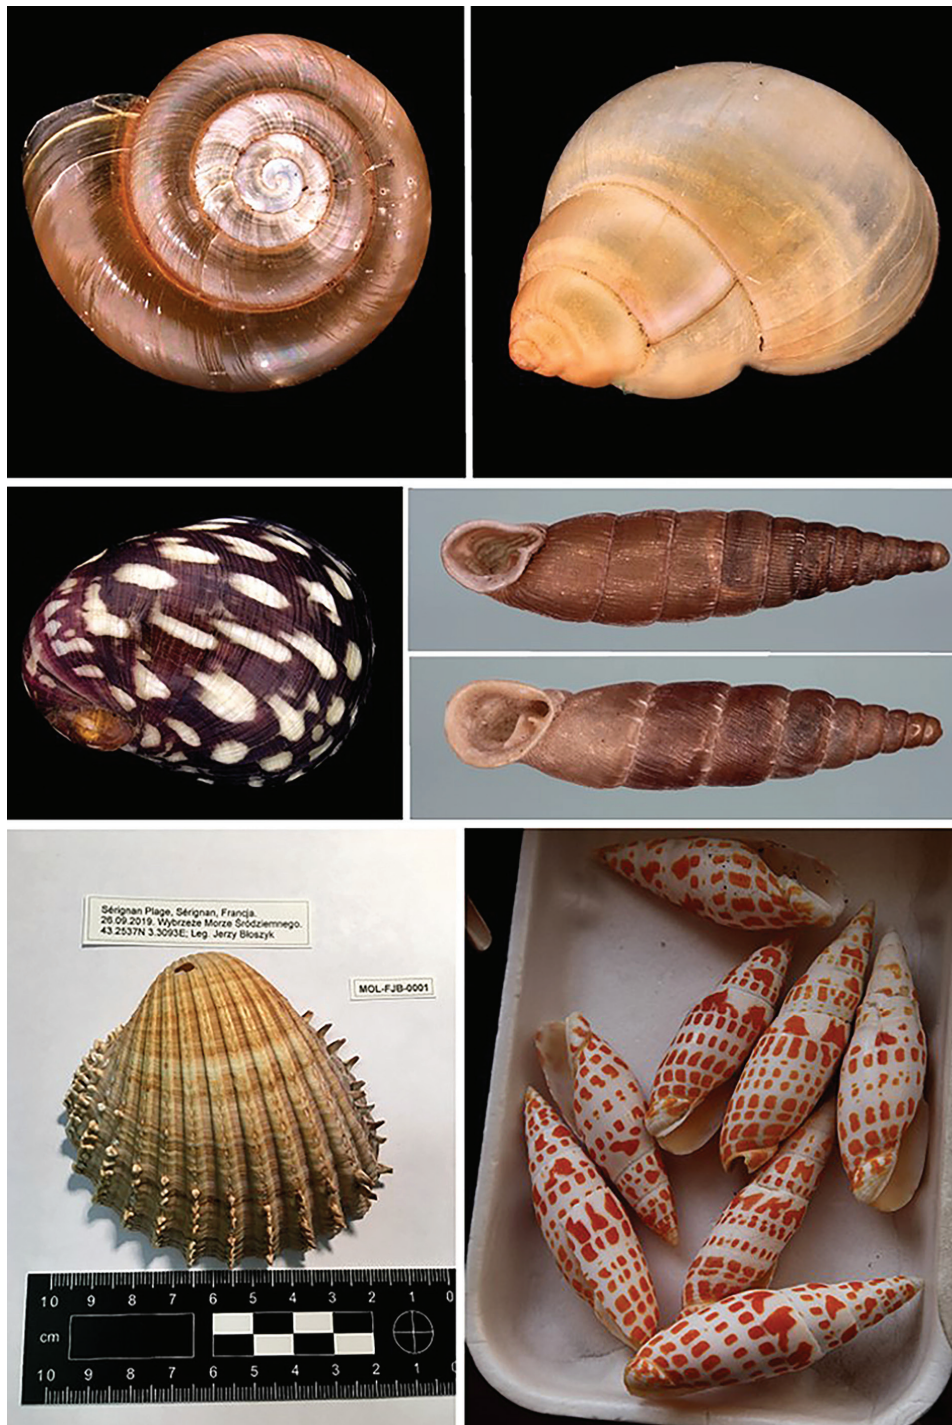 Sérignan Plage, Sérignan, Francja.
26.09.2019. Wybrzeże Morze Śródziemnego.
43.2537N 3.3093E; Leg. Jerzy Błoszyk
MOL-FJB-0001
10 9 8 7 6 5 4 3 2 1 0
cm
10 9 8 7 6 5 4 3 2 1 0